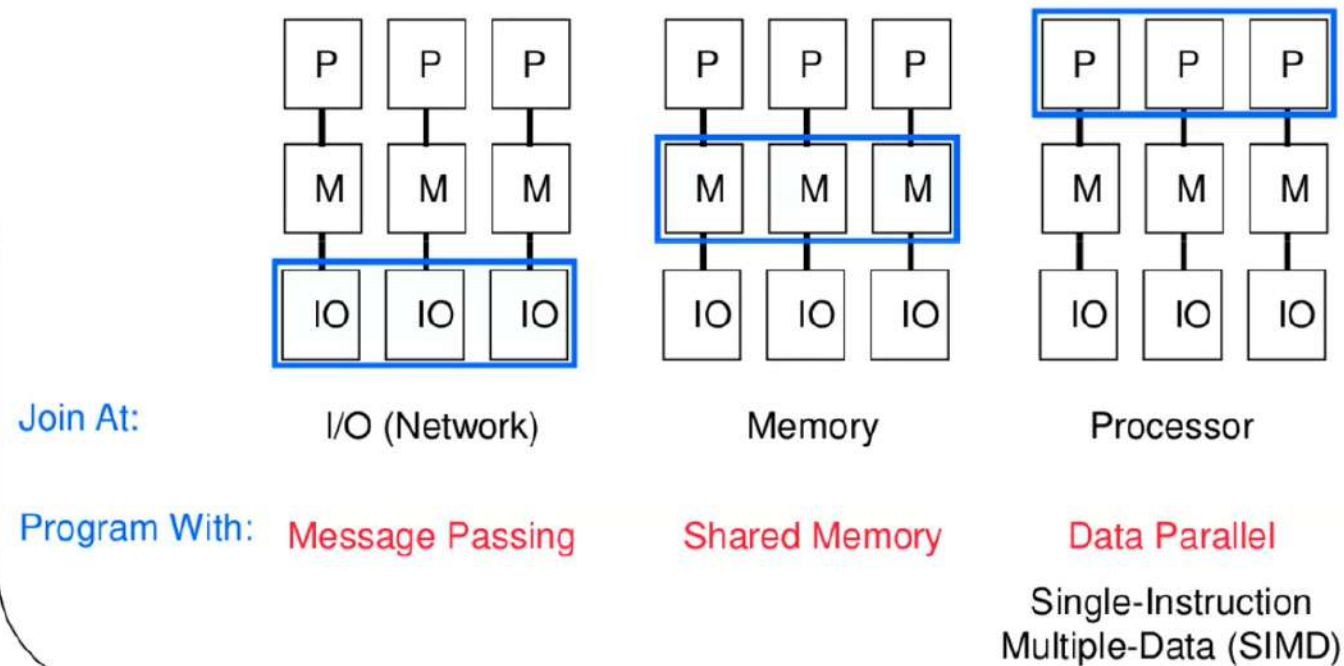 P P P P P P P P P
M M M M M M M M M
IO IO IO IO IO IO IO IO IO
Join At: I/O (Network) Memory Processor
Program With: Message Passing Shared Memory Data Parallel
Single-Instruction
Multiple-Data (SIMD)